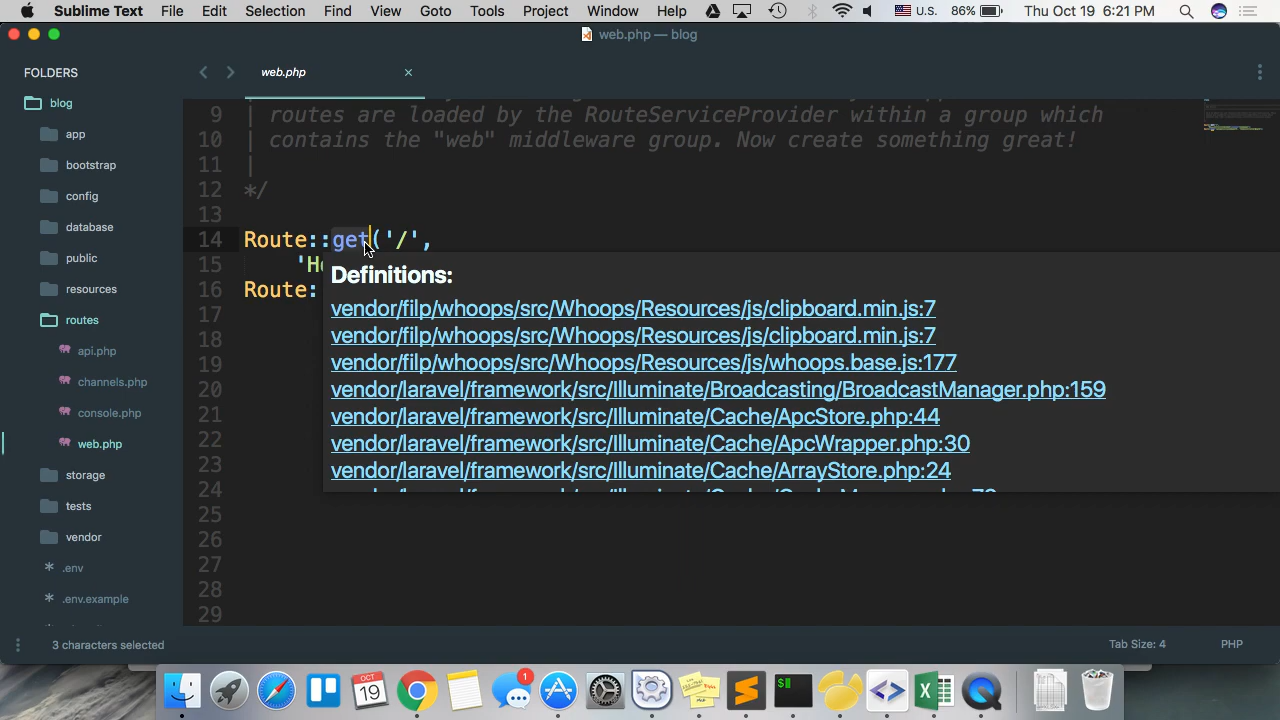 Sublime Text File Edit Selection Find View Goto Tools Project Window Help U.S. 86% Thu Oct 19 6:21 PM
web.php — blog
FOLDERS
web.php
blog
app
bootstrap
config
database
public
resources
routes
api.php
channels.php
console.php
web.php
storage
tests
vendor
.env
.env.example
9 | routes are loaded by the RouteServiceProvider within a group which
10 | contains the "web" middleware group. Now create something great!
11 |
12 */
13
14 Route::get('/',
15 'H
16 Route:
17
18
19
20
21
22
23
24
25
26
27
28
29
Definitions:
vendor/filp/whoops/src/Whoops/Resources/js/clipboard.min.js:7
vendor/filp/whoops/src/Whoops/Resources/js/clipboard.min.js:7
vendor/filp/whoops/src/Whoops/Resources/js/whoops.base.js:177
vendor/laravel/framework/src/Illuminate/Broadcasting/BroadcastManager.php:159
vendor/laravel/framework/src/Illuminate/Cache/ApcStore.php:44
vendor/laravel/framework/src/Illuminate/Cache/ApcWrapper.php:30
vendor/laravel/framework/src/Illuminate/Cache/ArrayStore.php:24
3 characters selected Tab Size: 4 PHP
OCT
19
1